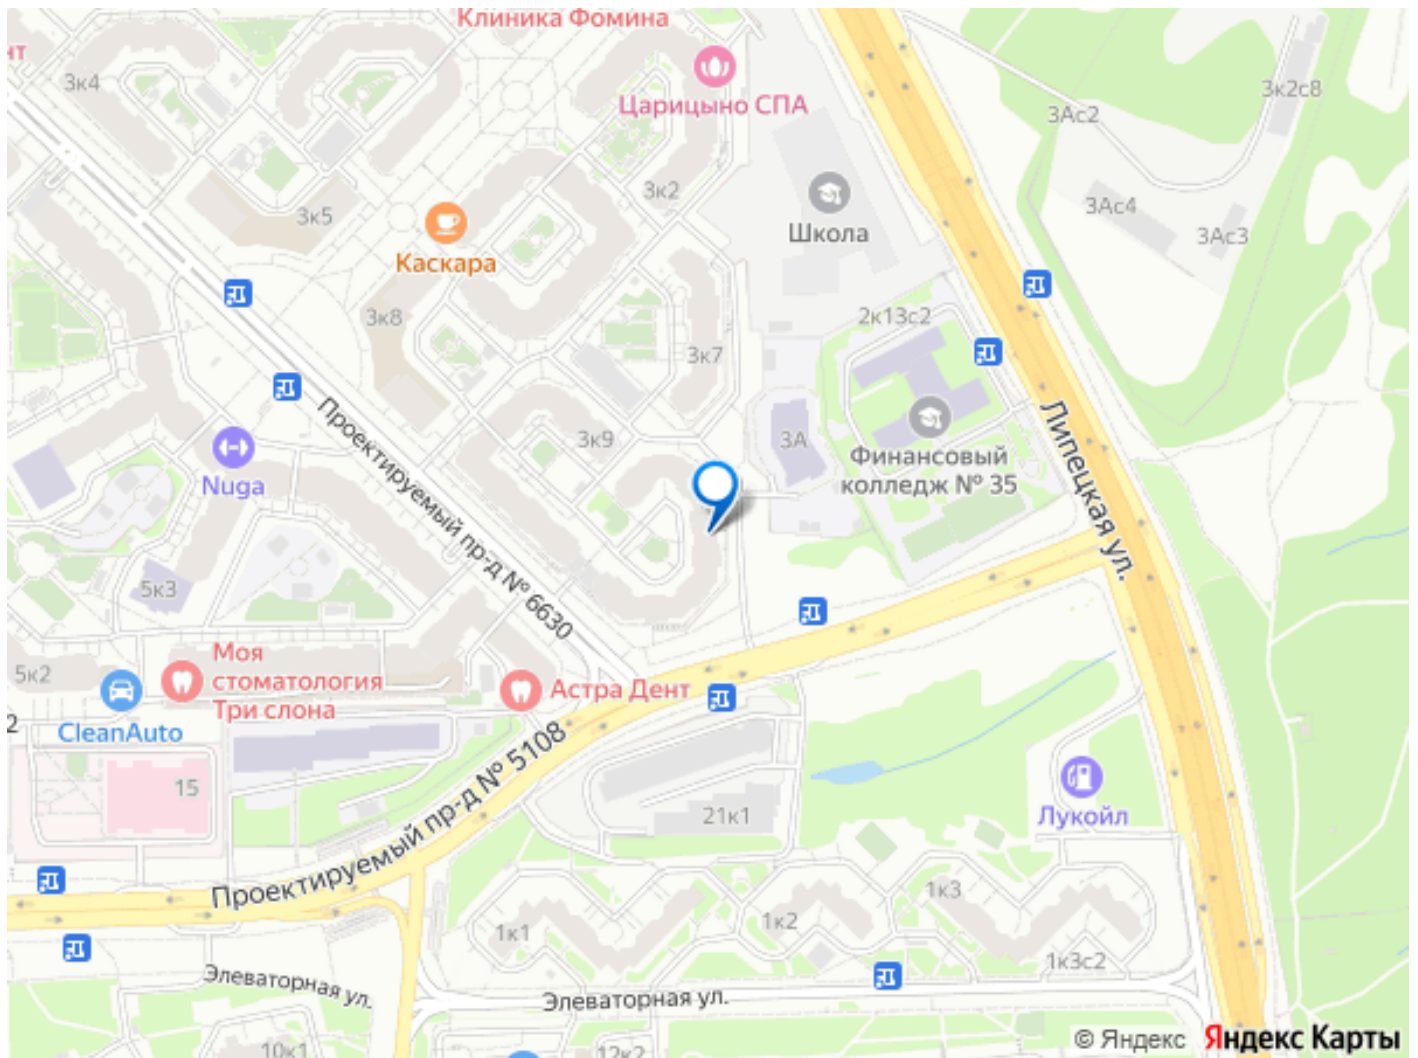 Клиника Фомина
нт
3к4
Царицыно СПА
3к2с8
3Ас2
3к2
3к5
Школа
3Ас4
3Ас3
Каскара
3к8
2к13с2
3к7
3к9
3А
Финансовый
колледж № 35
Липецкая ул.
Nuga
Проектируемый пр-д № 6630
5к3
5к2
Моя
стоматология
Три слона
Астра Дент
2
CleanAuto
15
Проектируемый пр-д № 5108
21к1
Лукойл
1к3
1к2
1к1
1к3с2
Элеваторная ул.
Элеваторная ул.
10к1
12к2
© Яндекс Яндекс Карты